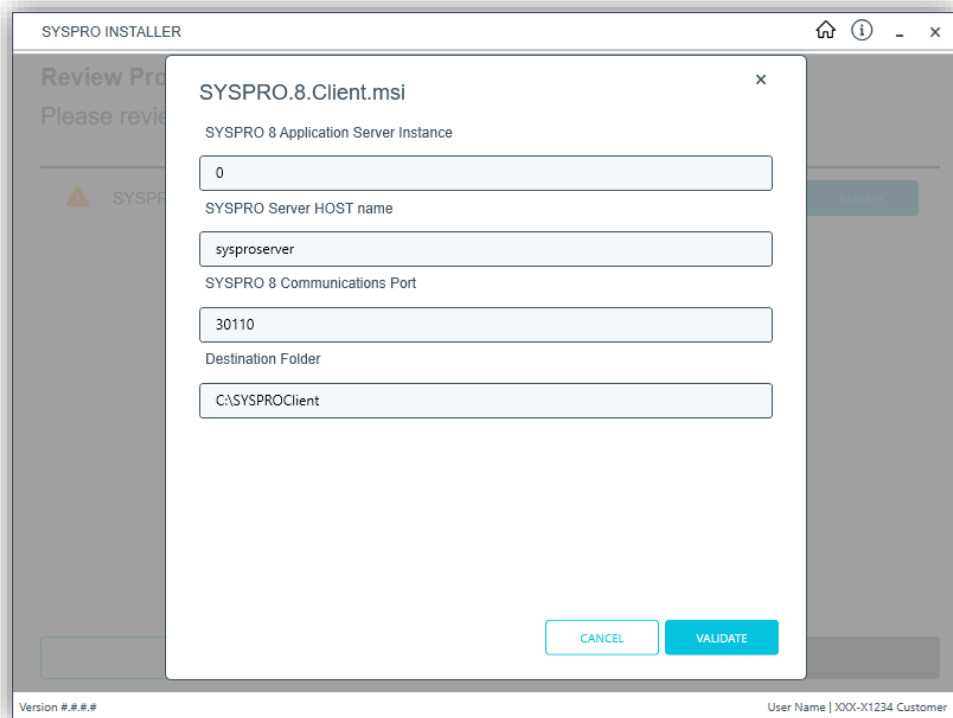 SYSPRO INSTALLER
Review Pro
Please revie
SYSPRO.8.Client.msi
SYSPRO 8 Application Server Instance
0
SYSPR
REVIEW
SYSPRO Server HOST name
sysproserver
SYSPRO 8 Communications Port
30110
Destination Folder
C:\SYSPROClient
CANCEL
VALIDATE
Version #.#.#.#
User Name | XXX-X1234 Customer